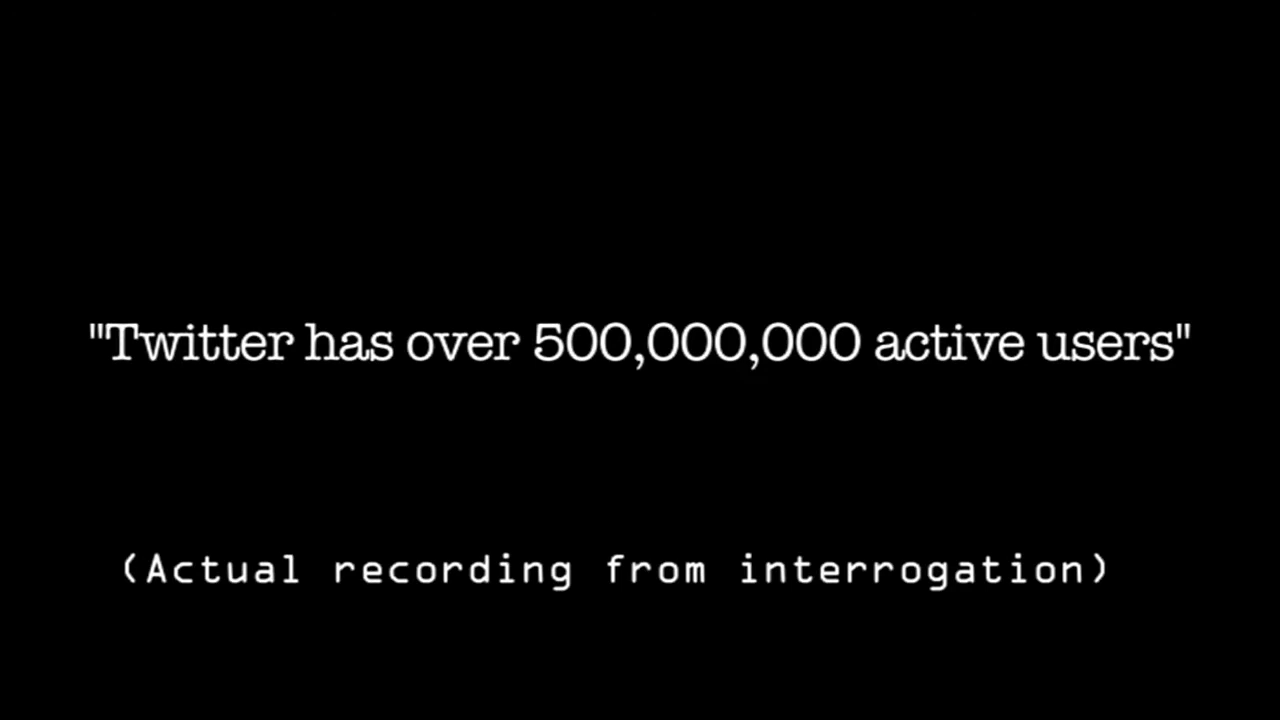 "Twitter has over 500,000,000 active users"
(Actual recording from interrogation)